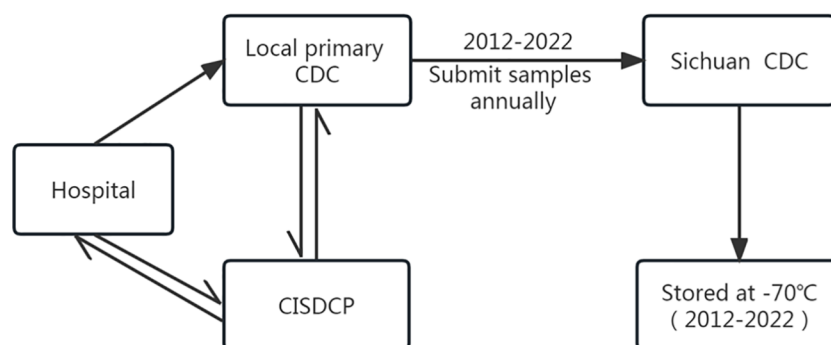 Local primary
CDC
2012-2022
Submit samples
annually
Sichuan CDC
Hospital
CISDCP
Stored at -70℃
( 2012-2022 )